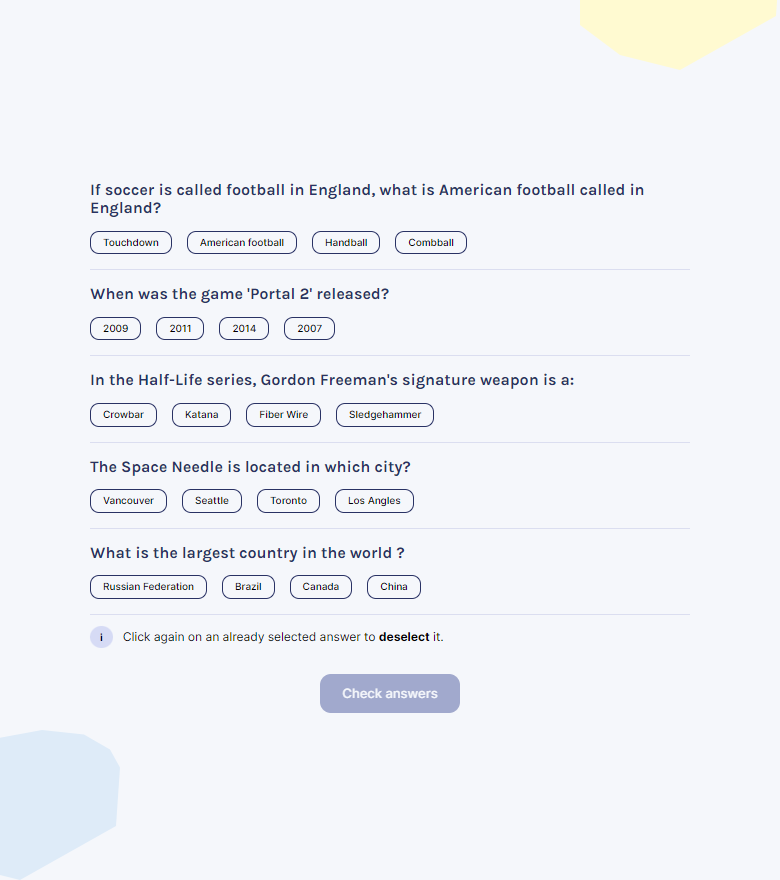 If soccer is called football in England, what is American football called in
England?
Touchdown American football Handball Combball
When was the game 'Portal 2' released?
2009 2011 2014 2007
In the Half-Life series, Gordon Freeman's signature weapon is a:
Crowbar Katana Fiber Wire Sledgehammer
The Space Needle is located in which city?
Vancouver Seattle Toronto Los Angles
What is the largest country in the world ?
Russian Federation Brazil Canada China
i Click again on an already selected answer to deselect it.
Check answers